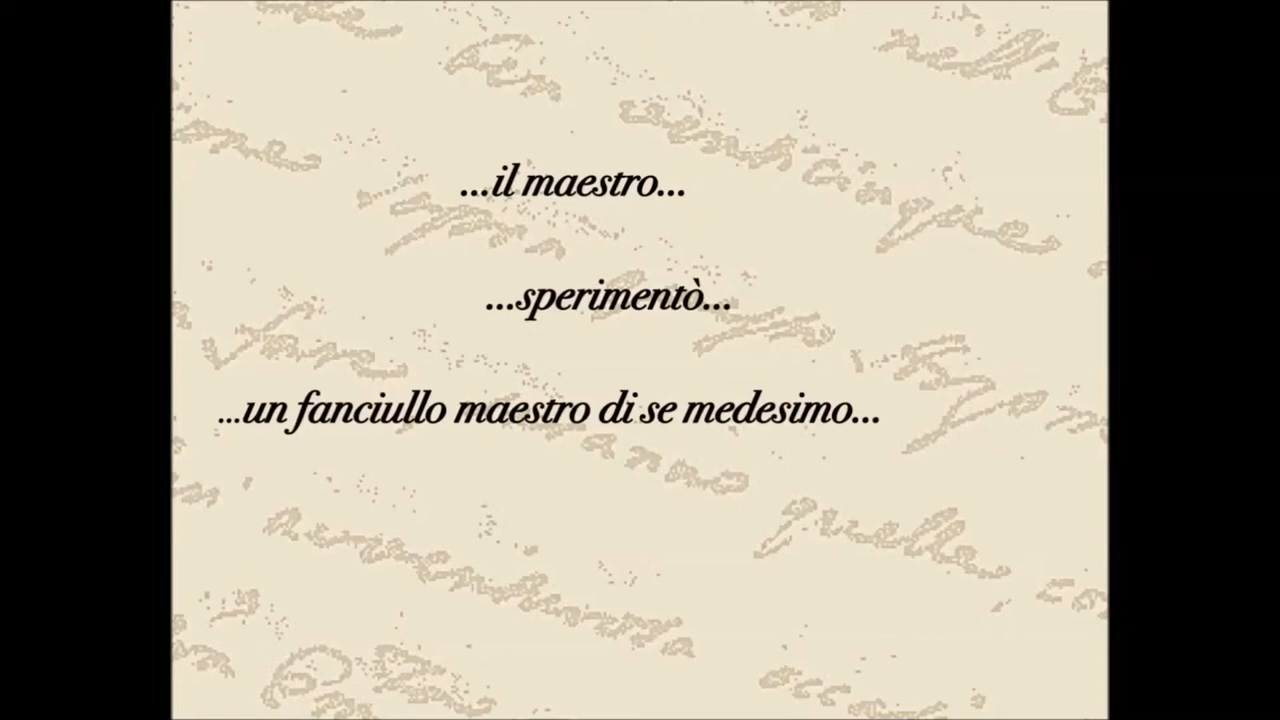 ...il maestro...
...sperimentò...
...un fanciullo maestro di se medesimo...